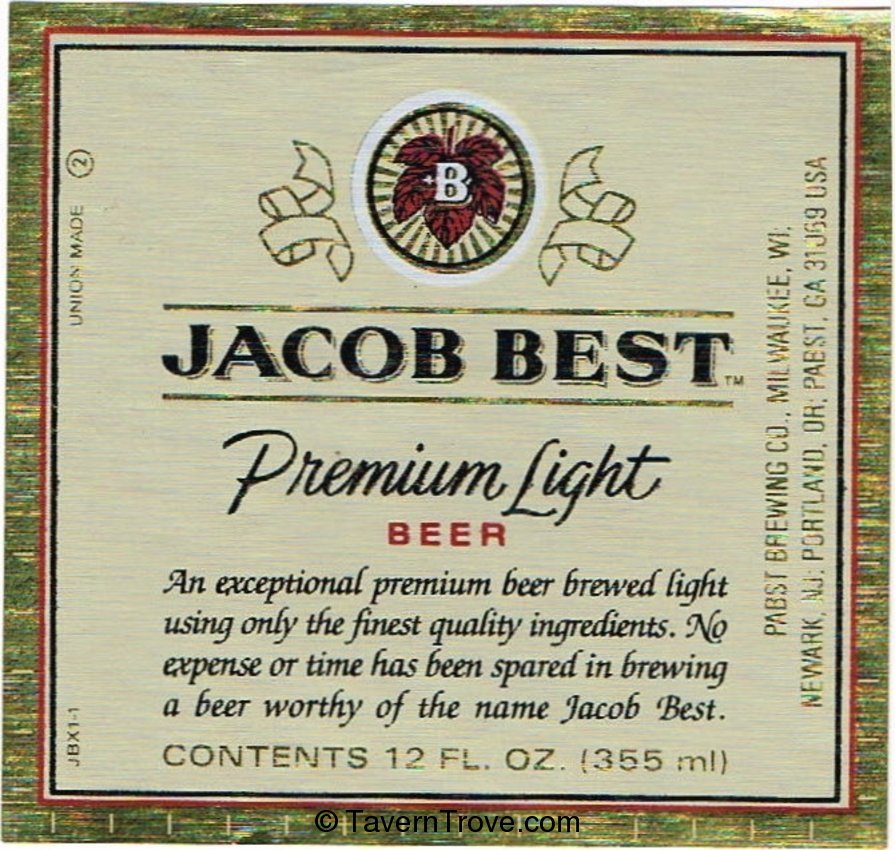 B
JACOB BEST™
Premium Light
BEER
An exceptional premium beer brewed light
using only the finest quality ingredients. No
expense or time has been spared in brewing
a beer worthy of the name Jacob Best.
CONTENTS 12 FL. OZ. (355 ml)
UNION MADE 2
JBX1-1
PABST BREWING CO., MILWAUKEE, WI;
NEWARK, NJ; PORTLAND, OR; PABST, GA 31069 USA
© TavernTrove.com